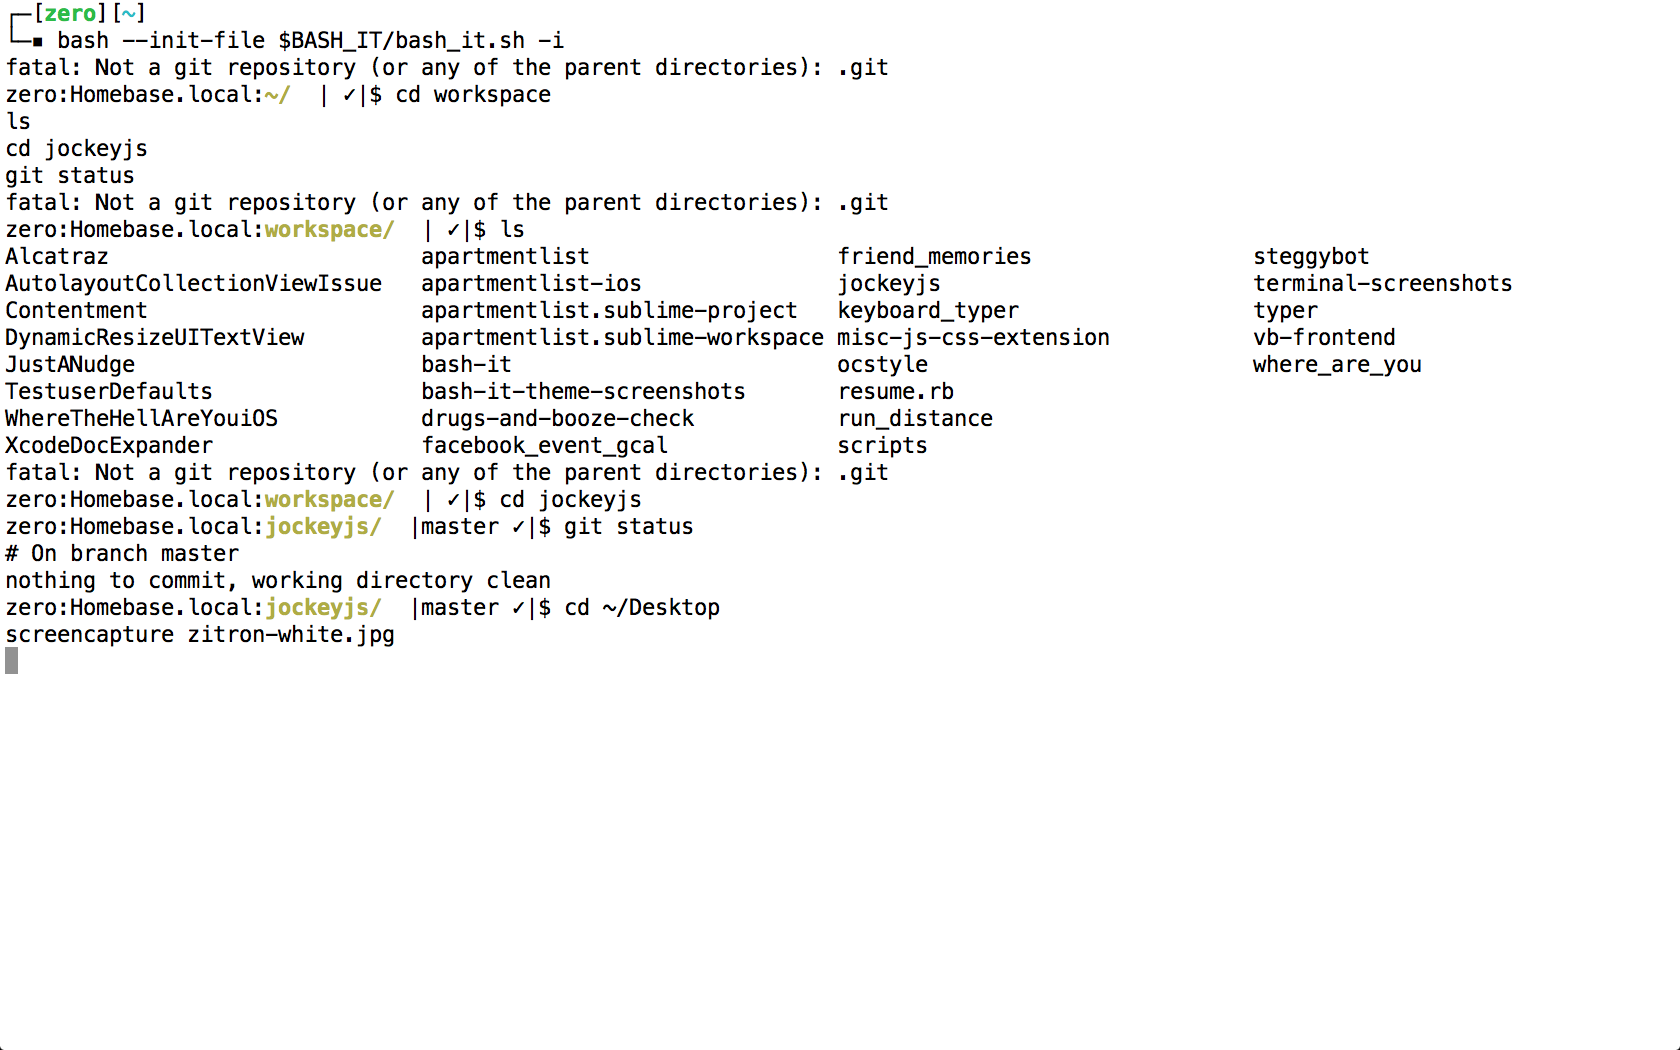 ┌─[zero][~]
└─▪ bash --init-file $BASH_IT/bash_it.sh -i
fatal: Not a git repository (or any of the parent directories): .git
zero:Homebase.local:~/  | ✓|$ cd workspace
ls
cd jockeyjs
git status
fatal: Not a git repository (or any of the parent directories): .git
zero:Homebase.local:workspace/  | ✓|$ ls
Alcatraz                        apartmentlist                   friend_memories                 steggybot
AutolayoutCollectionViewIssue   apartmentlist-ios               jockeyjs                        terminal-screenshots
Contentment                     apartmentlist.sublime-project   keyboard_typer                  typer
DynamicResizeUITextView         apartmentlist.sublime-workspace misc-js-css-extension           vb-frontend
JustANudge                      bash-it                         ocstyle                         where_are_you
TestuserDefaults                bash-it-theme-screenshots       resume.rb
WhereTheHellAreYouiOS           drugs-and-booze-check           run_distance
XcodeDocExpander                facebook_event_gcal             scripts
fatal: Not a git repository (or any of the parent directories): .git
zero:Homebase.local:workspace/  | ✓|$ cd jockeyjs
zero:Homebase.local:jockeyjs/  |master ✓|$ git status
# On branch master
nothing to commit, working directory clean
zero:Homebase.local:jockeyjs/  |master ✓|$ cd ~/Desktop
screencapture zitron-white.jpg